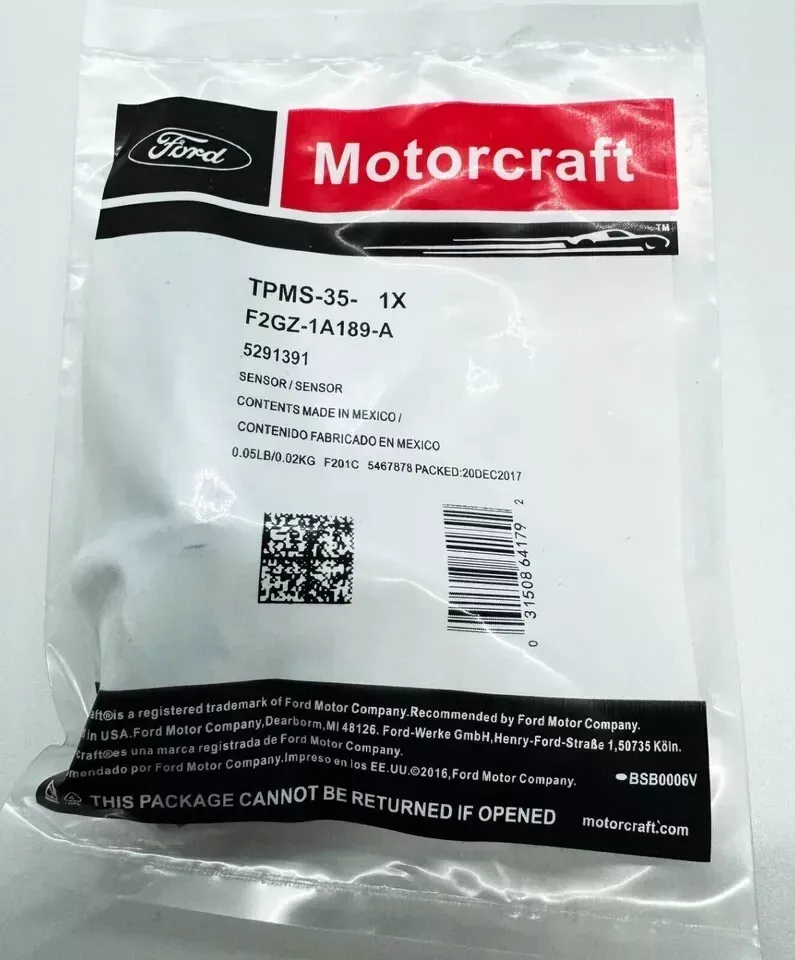 Ford
Motorcraft
TM
TPMS-35- 1X
F2GZ-1A189-A
5291391
SENSOR / SENSOR
CONTENTS MADE IN MEXICO /
CONTENIDO FABRICADO EN MEXICO
0.05LB/0.02KG F201C 5467878 PACKED:20DEC2017
0 31508 64179 2
aft®is a registered trademark of Ford Motor Company.Recommended by Ford Motor Company.
in USA.Ford Motor Company,Dearborn,MI 48126. Ford-Werke GmbH,Henry-Ford-Straße 1,50735 Köln.
raft®es una marca registrada de Ford Motor Company.
mendado por Ford Motor Company.Impreso en los EE.UU.©2016,Ford Motor Company.
BSB0006V
THIS PACKAGE CANNOT BE RETURNED IF OPENED
motorcraft.com